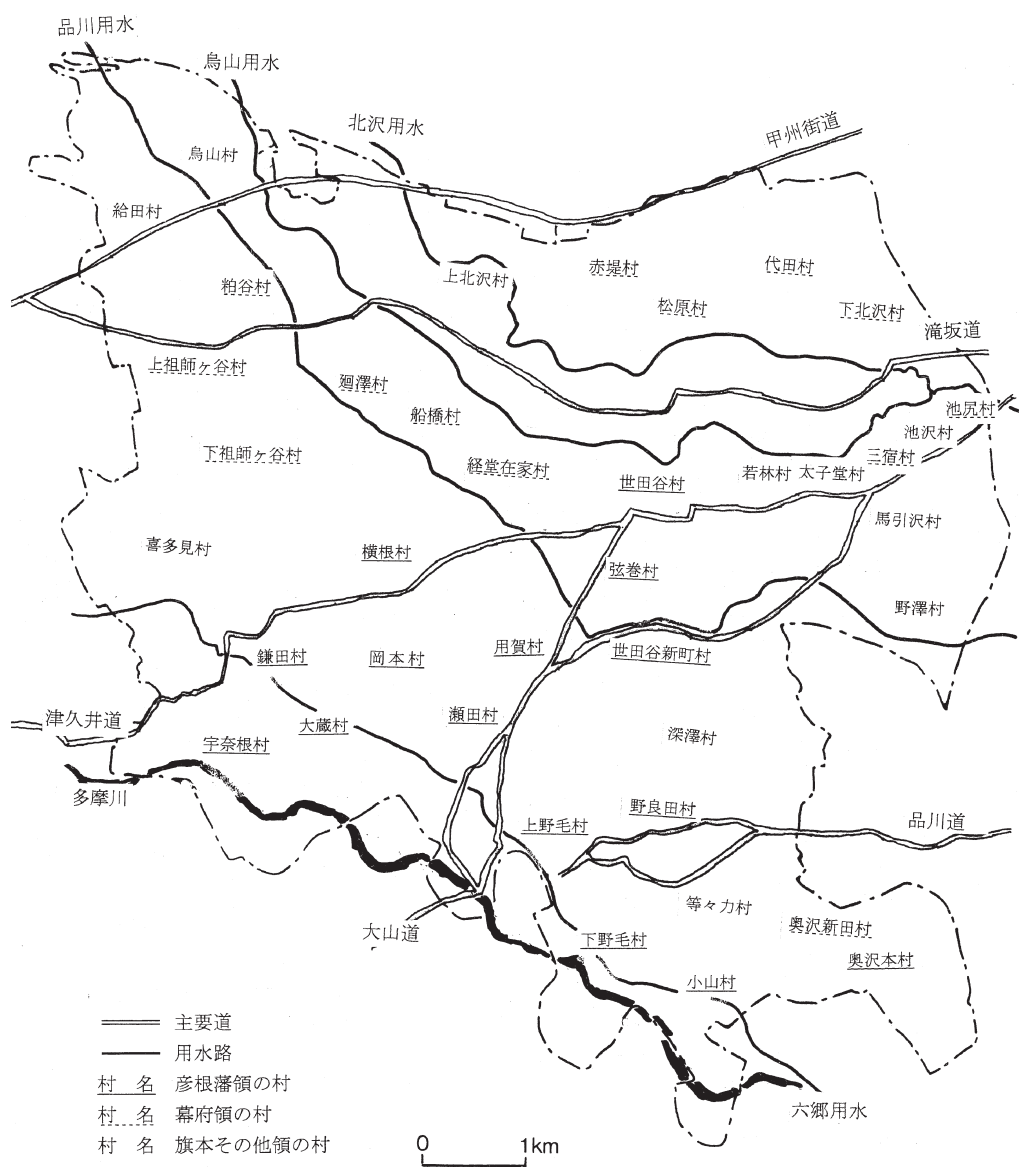 品川用水
烏山用水
北沢用水
甲州街道
烏山村
給田村
粕谷村
上北沢村
赤堤村
代田村
松原村
下北沢村
滝坂道
上祖師ヶ谷村
廻澤村
船橋村
池尻村
池沢村
下祖師ヶ谷村
経堂在家村
世田谷村
若林村
太子堂村
三宿村
馬引沢村
喜多見村
横根村
弦巻村
野澤村
鎌田村
岡本村
用賀村
世田谷新町村
津久井道
大蔵村
瀬田村
深澤村
宇奈根村
多摩川
上野毛村
野良田村
品川道
等々力村
大山道
下野毛村
奥沢新田村
奥沢本村
小山村
六郷用水
主要道
用水路
村 名 彦根藩領の村
村 名 幕府領の村
村 名 旗本その他領の村
0 1km